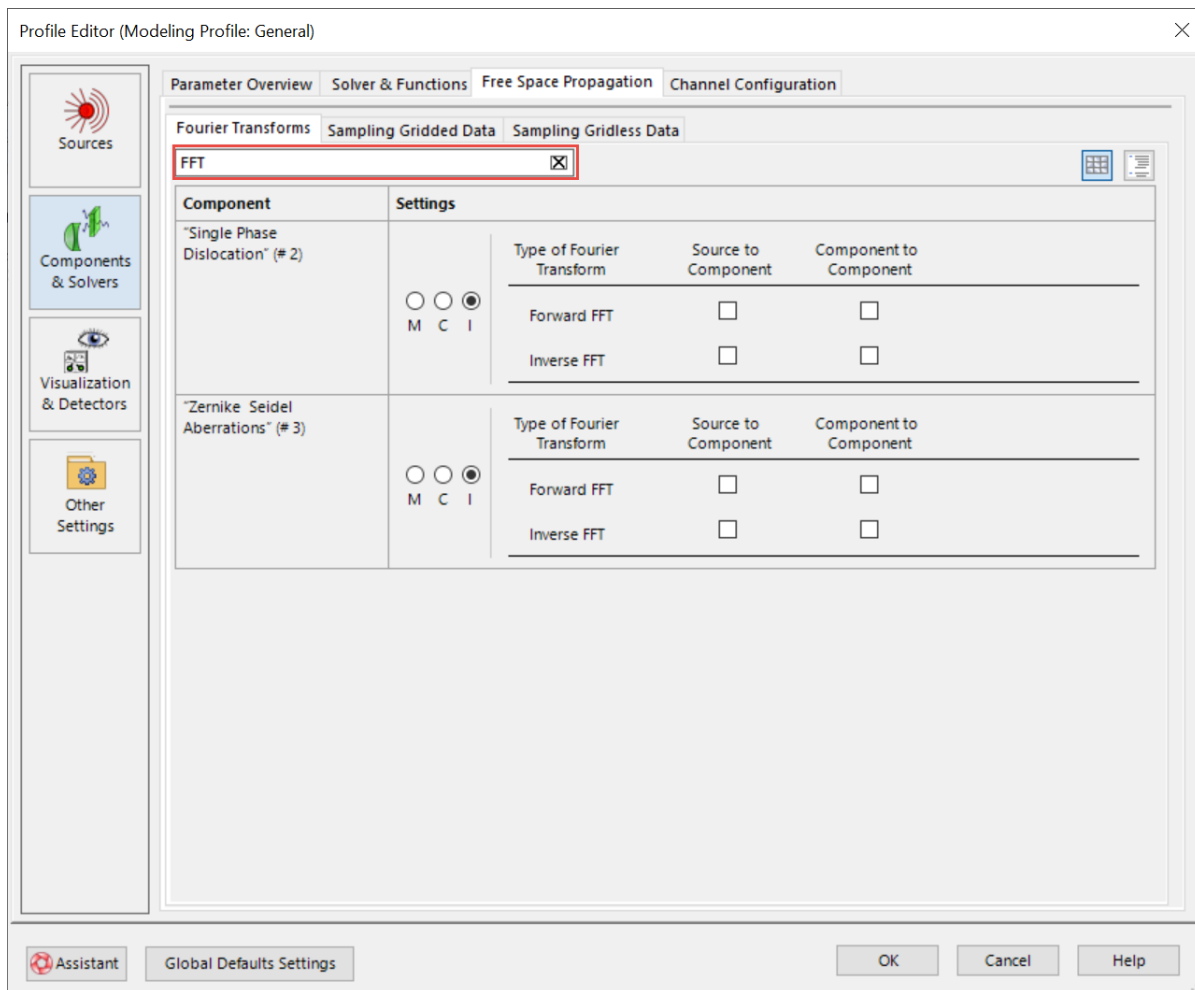 Profile Editor (Modeling Profile: General)
Sources
Components
& Solvers
Visualization
& Detectors
Other
Settings
Parameter Overview
Solver & Functions
Free Space Propagation
Channel Configuration
Fourier Transforms
Sampling Gridded Data
Sampling Gridless Data
FFT
Component
Settings
"Single Phase
Dislocation" (# 2)
M C I
Type of Fourier
Transform
Source to
Component
Component to
Component
Forward FFT
Inverse FFT
"Zernike Seidel
Aberrations" (# 3)
M C I
Type of Fourier
Transform
Source to
Component
Component to
Component
Forward FFT
Inverse FFT
Assistant
Global Defaults Settings
OK
Cancel
Help